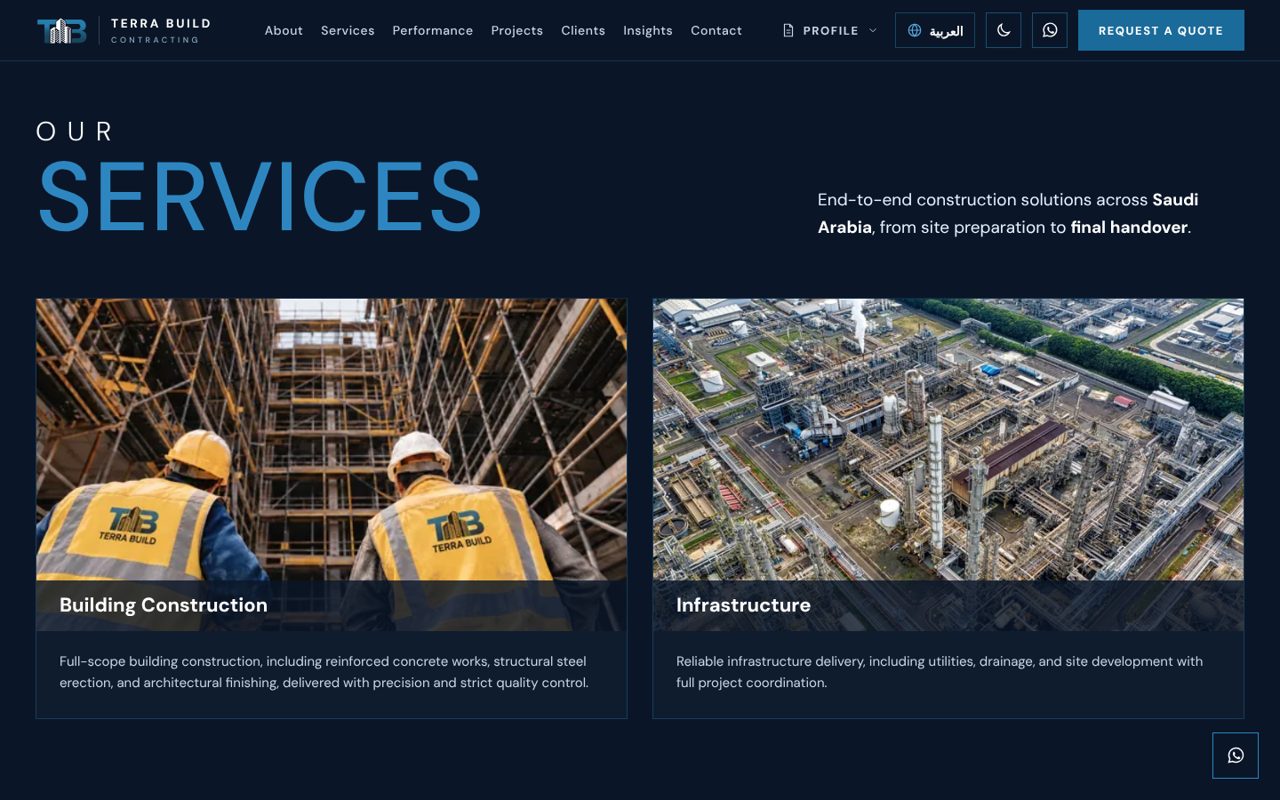 TERRA BUILD
CONTRACTING
About Services Performance Projects Clients Insights Contact
PROFILE
العربية
REQUEST A QUOTE
OUR
SERVICES
End-to-end construction solutions across Saudi
Arabia, from site preparation to final handover.
TB
TERRA BUILD
TB
TERRA BUILD
Building Construction
Full-scope building construction, including reinforced concrete works, structural steel
erection, and architectural finishing, delivered with precision and strict quality control.
Infrastructure
Reliable infrastructure delivery, including utilities, drainage, and site development with
full project coordination.